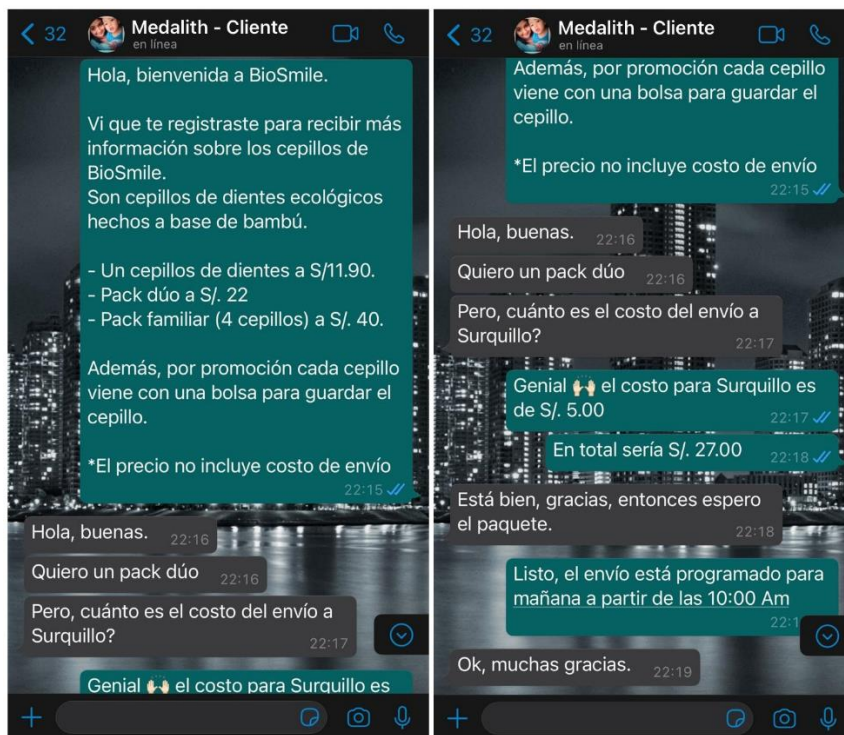 32
Medalith - Cliente
en línea
Hola, bienvenida a BioSmile.
Vi que te registraste para recibir más
información sobre los cepillos de
BioSmile.
Son cepillos de dientes ecológicos
hechos a base de bambú.
- Un cepillos de dientes a S/11.90.
- Pack dúo a S/. 22
- Pack familiar (4 cepillos) a S/. 40.
Además, por promoción cada cepillo
viene con una bolsa para guardar el
cepillo.
*El precio no incluye costo de envío
22:15
Hola, buenas. 22:16
Quiero un pack dúo 22:16
Pero, cuánto es el costo del envío a
Surquillo? 22:17
Genial 🙌🏻 el costo para Surquillo es
32
Medalith - Cliente
en línea
Además, por promoción cada cepillo
viene con una bolsa para guardar el
cepillo.
*El precio no incluye costo de envío
22:15
Hola, buenas. 22:16
Quiero un pack dúo 22:16
Pero, cuánto es el costo del envío a
Surquillo? 22:17
Genial 🙌🏻 el costo para Surquillo es
de S/. 5.00 22:17
En total sería S/. 27.00 22:18
Está bien, gracias, entonces espero
el paquete. 22:18
Listo, el envío está programado para
mañana a partir de las 10:00 Am
Ok, muchas gracias. 22:19